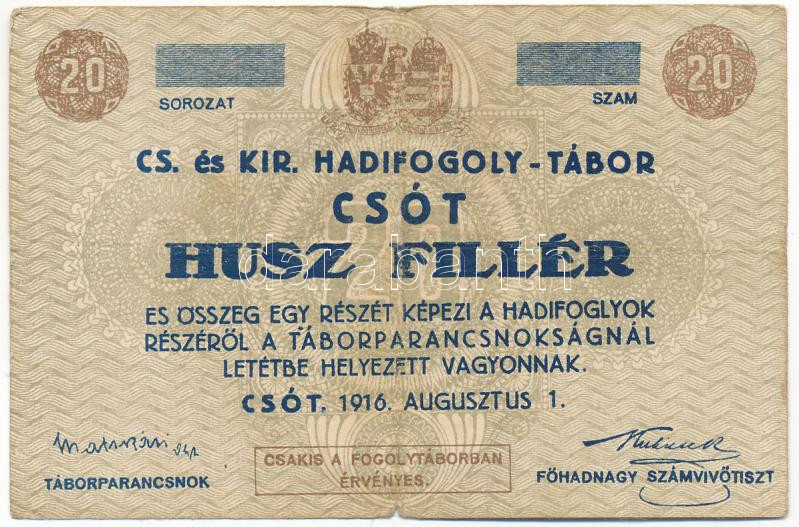 20
20
SOROZAT
SZAM
CS. és KIR. HADIFOGOLY-TÁBOR
CSÓT
HUSZ FILLÉR
darabanth
ES ÖSSZEG EGY RÉSZÉT KÉPEZI A HADIFOGLYOK
RÉSZÉRŐL A TÁBORPARANCSNOKSÁGNÁL
LETÉTBE HELYEZETT VAGYONNAK.
CSÓT. 1916. AUGUSZTUS 1.
TÁBORPARANCSNOK
CSAKIS A FOGOLYTÁBORBAN
ÉRVÉNYES.
FŐHADNAGY SZÁMVIVŐTISZT